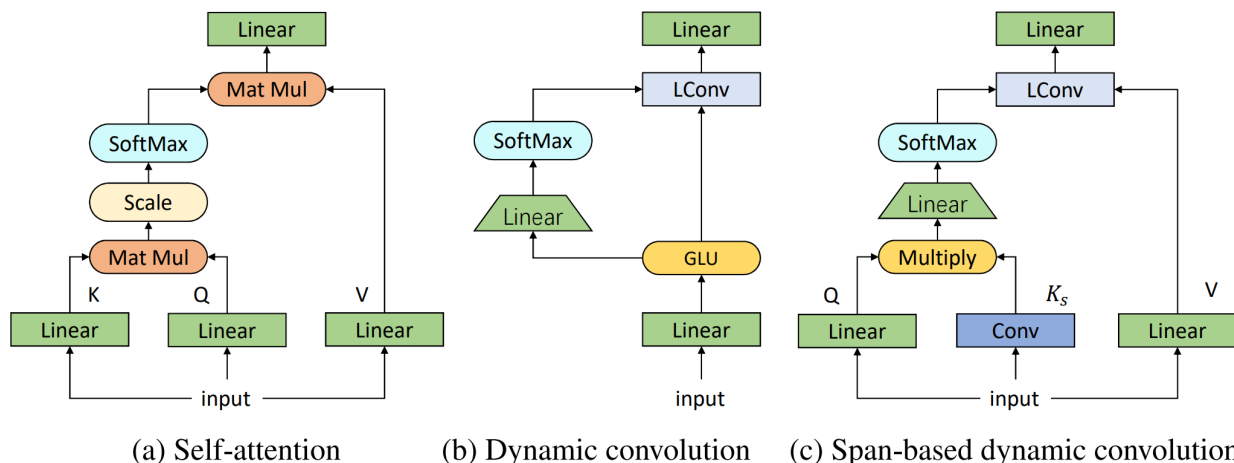 Linear
Mat Mul
SoftMax
Scale
Mat Mul
K
Q
V
Linear
Linear
Linear
input
(a) Self-attention
Linear
LConv
SoftMax
Linear
GLU
Linear
input
(b) Dynamic convolution
Linear
LConv
SoftMax
Linear
Multiply
Q
Kₛ
V
Linear
Conv
Linear
input
(c) Span-based dynamic convolution